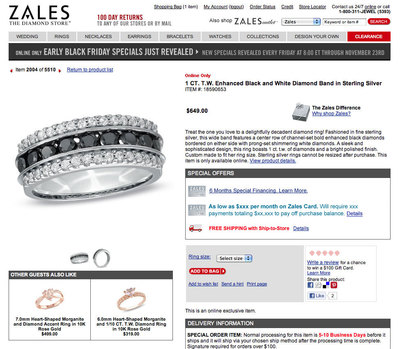 ZALES
THE DIAMOND STORE
100 DAY RETURNS
TO ANY OF OUR STORES OR BY MAIL
Shopping Bag (1 item) My Account (logout) Order Status Contact us 24/7 online or call
1-800-311-JEWEL (5393)
Also shop ZALES outlet
Keyword or item #
SEARCH
WEDDING RINGS EARRINGS BRACELETS WATCHES COLLECTIONS DESIGN YOUR OWN CLEARANCE
ONLINE ONLY EARLY BLACK FRIDAY SPECIALS JUST REVEALED NEW SPECIALS REVEALED EVERY FRIDAY AT 6:00 ET THROUGH NOVEMBER 23RD
Item 2004 of 5510 Return to product list
Online Only
1 CT. T.W. Enhanced Black and White Diamond Band in Sterling Silver
ITEM #: 18590653
$649.00
The Zales Difference
Why shop Zales?
Treat the one you love to a delightfully decadent diamond ring! Fashioned in fine sterling
silver, this wide band features a center row of channel-set enhanced black diamonds
bordered on either side with prong-set shimmering white diamonds. A sleek and
sophisticated design, this ring boasts 1 ct. t.w. of diamonds and a bright polished finish.
Custom made to fit her ring size. Sterling silver rings cannot be resized after purchase. This
item is only available online. View product details.
SPECIAL OFFERS
6 Months Special Financing. Learn More.
As low as $xxx per month on Zales Card. Will require xxx
payments totaling $xx,xxx to pay off purchase balance. Details
FREE SHIPPING with Ship-to-Store Details
Ring size: Select size
ADD TO BAG
Add to wish list Send a hint Print page
Write a review for a chance
to win a $100 Gift Card.
Learn More
Share this:
Like 2
This is an online exclusive item.
OTHER GUESTS ALSO LIKE
7.0mm Heart-Shaped Morganite
and Diamond Accent Ring in 10K
Rose Gold
$499.00
6.0mm Heart-Shaped Morganite
and 1/10 CT. T.W. Diamond Ring
in 10K Rose Gold
$319.00
DELIVERY INFORMATION
SPECIAL ORDER ITEM: Normal processing for this item is 5-10 Business Days before it
ships and it will ship via your chosen ship method after the processing time is complete.
Signature required for orders over $100.